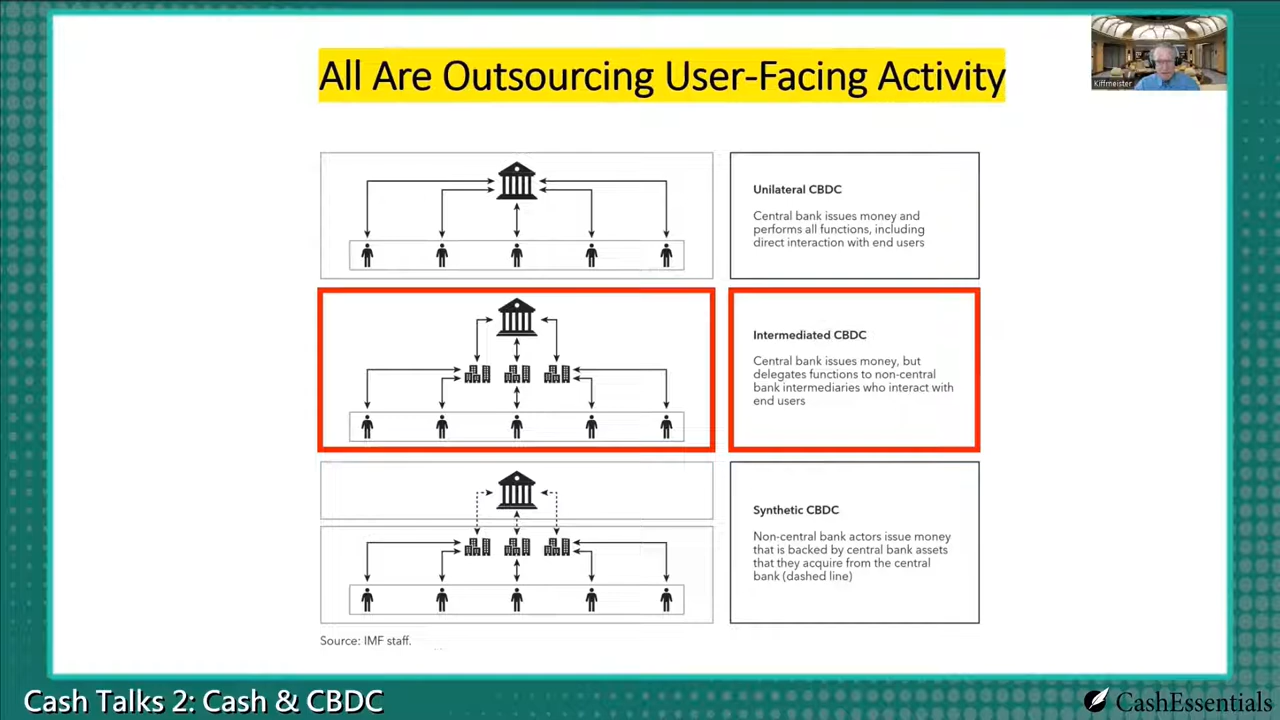 All Are Outsourcing User-Facing Activity
Kiffmeister
Unilateral CBDC
Central bank issues money and
performs all functions, including
direct interaction with end users
Intermediated CBDC
Central bank issues money, but
delegates functions to non-central
bank intermediaries who interact with
end users
Synthetic CBDC
Non-central bank actors issue money
that is backed by central bank assets
that they acquire from the central
bank (dashed line)
Source: IMF staff.
Cash Talks 2: Cash & CBDC
CashEssentials